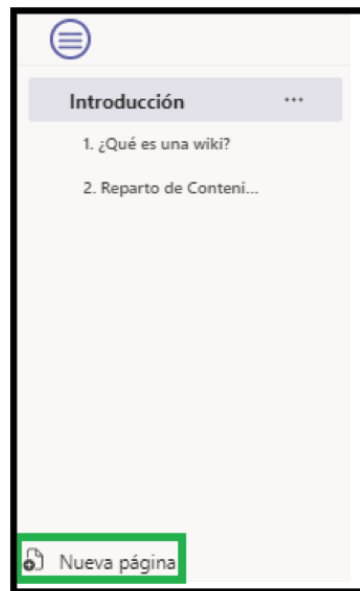 Introducción ...
1. ¿Qué es una wiki?
2. Reparto de Conteni...
Nueva página